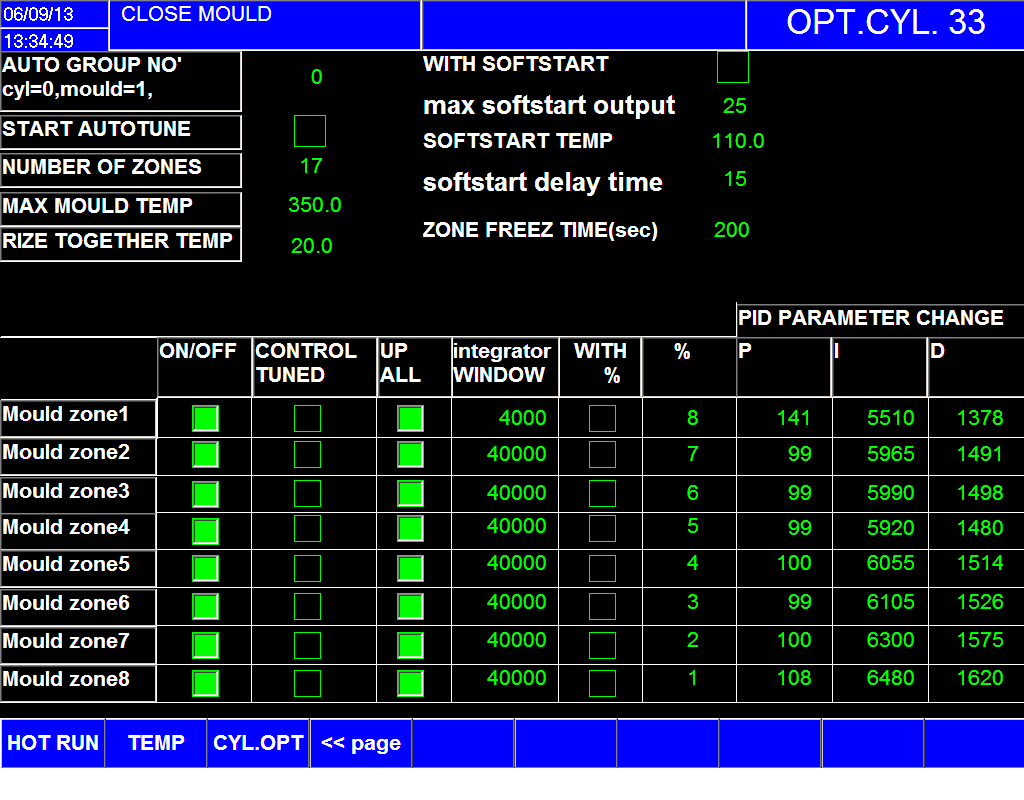 06/09/13
CLOSE MOULD
OPT.CYL. 33
13:34:49
AUTO GROUP NO'
cyl=0,mould=1,
0
WITH SOFTSTART
max softstart output
25
START AUTOTUNE
SOFTSTART TEMP
110.0
NUMBER OF ZONES
17
softstart delay time
15
MAX MOULD TEMP
350.0
RIZE TOGETHER TEMP
20.0
ZONE FREEZ TIME(sec)
200
PID PARAMETER CHANGE
ON/OFF
CONTROL
TUNED
UP
ALL
integrator
WINDOW
WITH
%
%
P
I
D
Mould zone1 4000 8 141 5510 1378
Mould zone2 40000 7 99 5965 1491
Mould zone3 40000 6 99 5990 1498
Mould zone4 40000 5 99 5920 1480
Mould zone5 40000 4 100 6055 1514
Mould zone6 40000 3 99 6105 1526
Mould zone7 40000 2 100 6300 1575
Mould zone8 40000 1 108 6480 1620
HOT RUN TEMP CYL.OPT << page